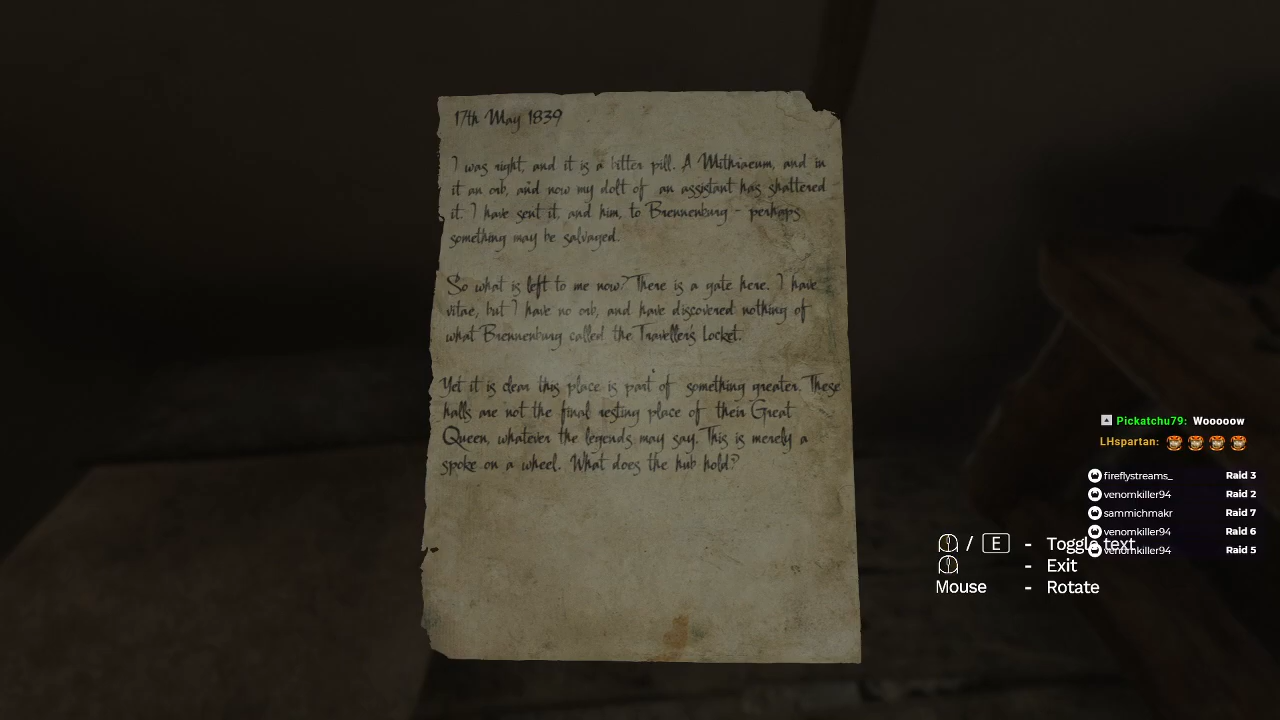 17th May 1839
I was right, and it is a bitter pill. A Mithraeum, and in
it an orb, and now my dolt of an assistant has shattered
it. I have sent it, and him, to Brennenburg - perhaps
something may be salvaged.
So what is left to me now? There is a gate here. I have
vitae, but I have no orb, and have discovered nothing of
what Brennenburg called the Traveller's Locket.
Yet it is clear this place is part of something greater. These
halls are not the final resting place of their Great
Queen, whatever the legends may say. This is merely a
spoke on a wheel. What does the hub hold?
Pickatchu79: Wooooow
LHspartan:
fireflystreams_ Raid 3
venomkiller94 Raid 2
sammichmakr Raid 7
venomkiller94 Raid 6
venomkiller94 Raid 5
/ E - Toggle text
- Exit
Mouse - Rotate